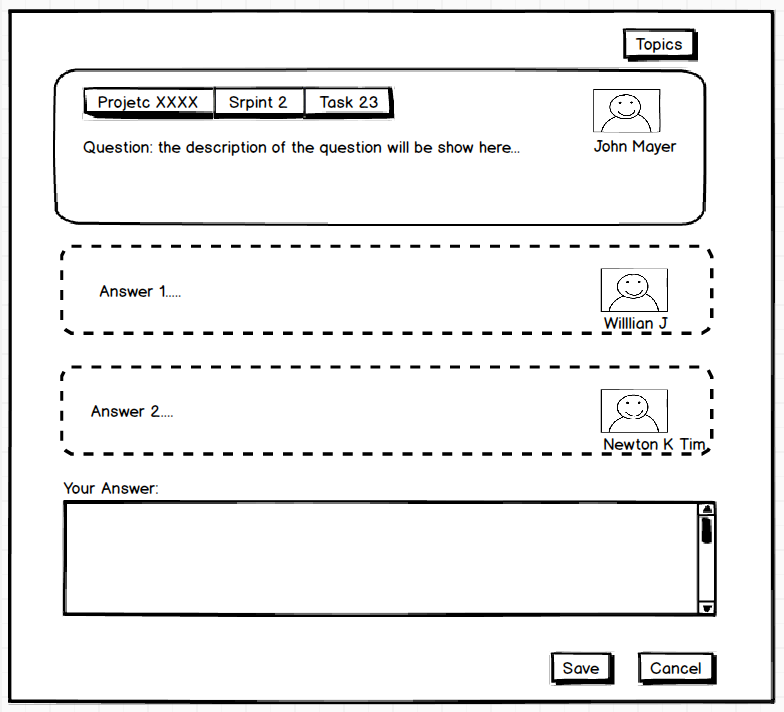 Topics
Projetc XXXX Srpint 2 Task 23
Question: the description of the question will be show here...
John Mayer
Answer 1.....
Willlian J
Answer 2....
Newton K Tim
Your Answer:
Save Cancel